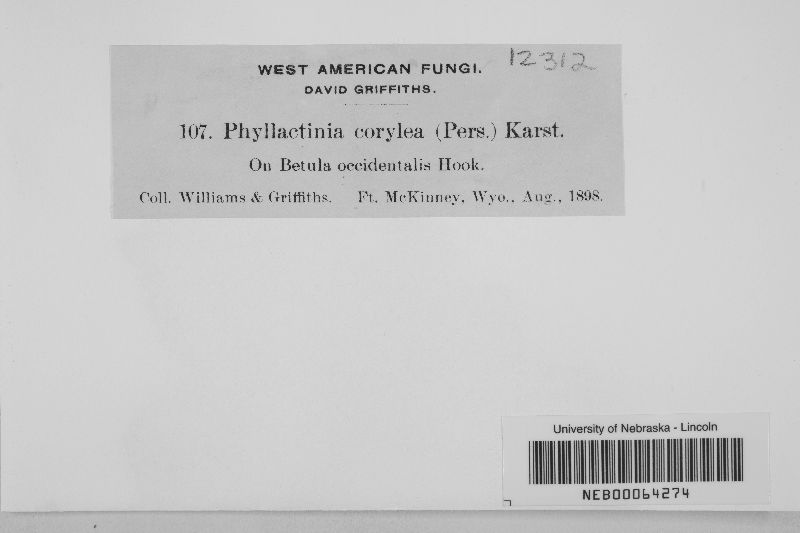 12312
WEST AMERICAN FUNGI.
DAVID GRIFFITHS.
107. Phyllactinia corylea (Pers.) Karst.
On Betula occidentalis Hook.
Coll. Williams & Griffiths. Ft. McKinney, Wyo., Aug., 1898.
University of Nebraska - Lincoln
NEB00064274